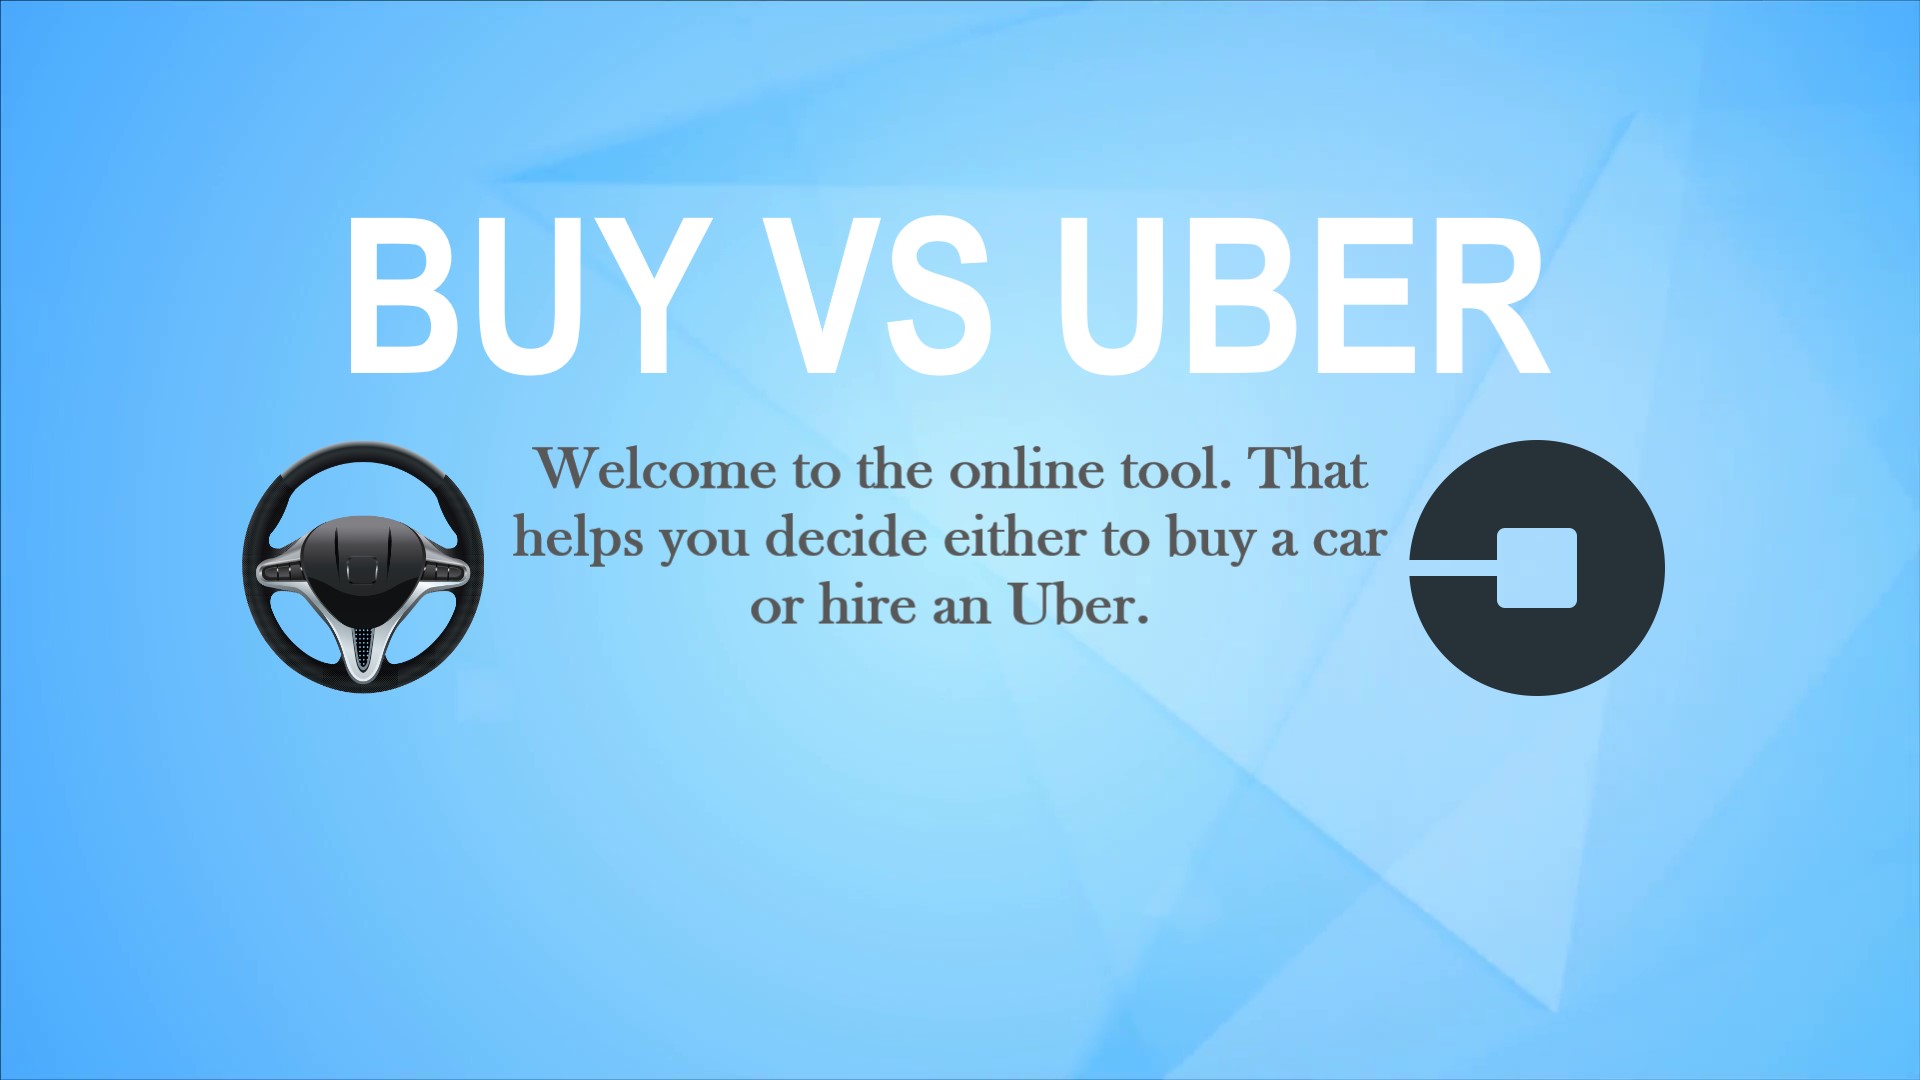 BUY VS UBER
Welcome to the online tool. That
helps you decide either to buy a car
or hire an Uber.